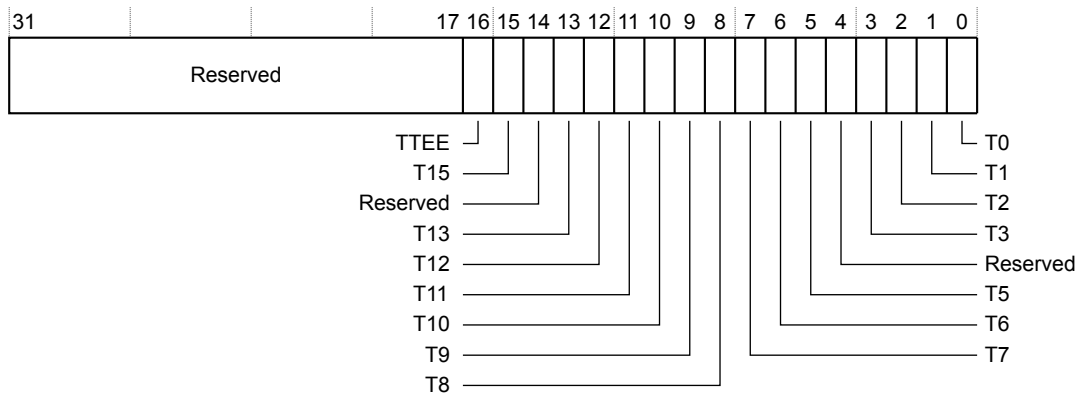 31 17 16 15 14 13 12 11 10 9 8 7 6 5 4 3 2 1 0
Reserved
TTEE T0
T15 T1
Reserved T2
T13 T3
T12 Reserved
T11 T5
T10 T6
T9 T7
T8